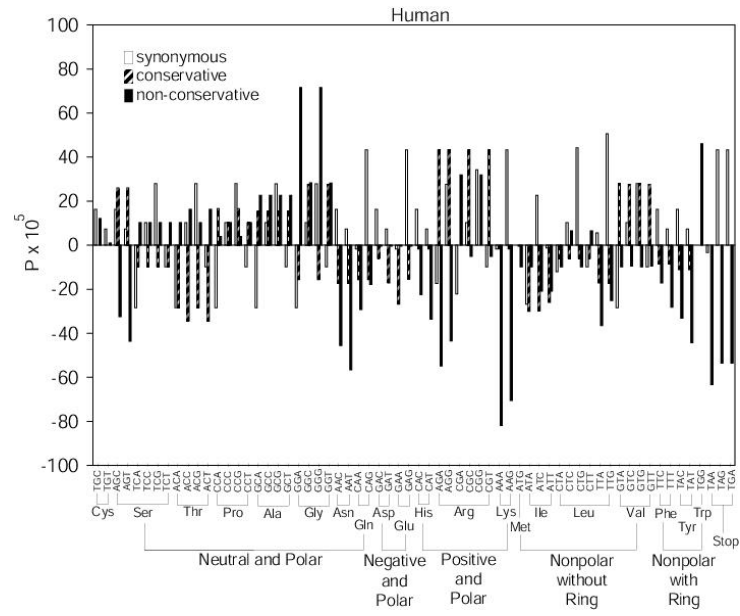 Human
synonymous
conservative
non-conservative
P x 10⁵
100
80
60
40
20
0
-20
-40
-60
-80
-100
TGC TGT AGC AGT TCA TCC TCG TCT ACA ACC ACG ACT CCA CCC CCG CCT GCA GCC GCG GCT GGA GGC GGG GGT AAC AAT CAA CAG GAC GAT GAA GAG CAC CAT AGA AGG CGA CGC CGG CGT AAA AAG ATG ATA ATC ATT CTA CTC CTG CTT TTA TTG GTA GTC GTG GTT TTC TTT TAC TAT TGG TAA TAG TGA
Cys Ser Thr Pro Ala Gly Asn Gln Asp Glu His Arg Lys Met Ile Leu Val Phe Tyr Trp Stop
Neutral and Polar
Negative
and
Polar
Positive
and
Polar
Nonpolar
without
Ring
Nonpolar
with
Ring